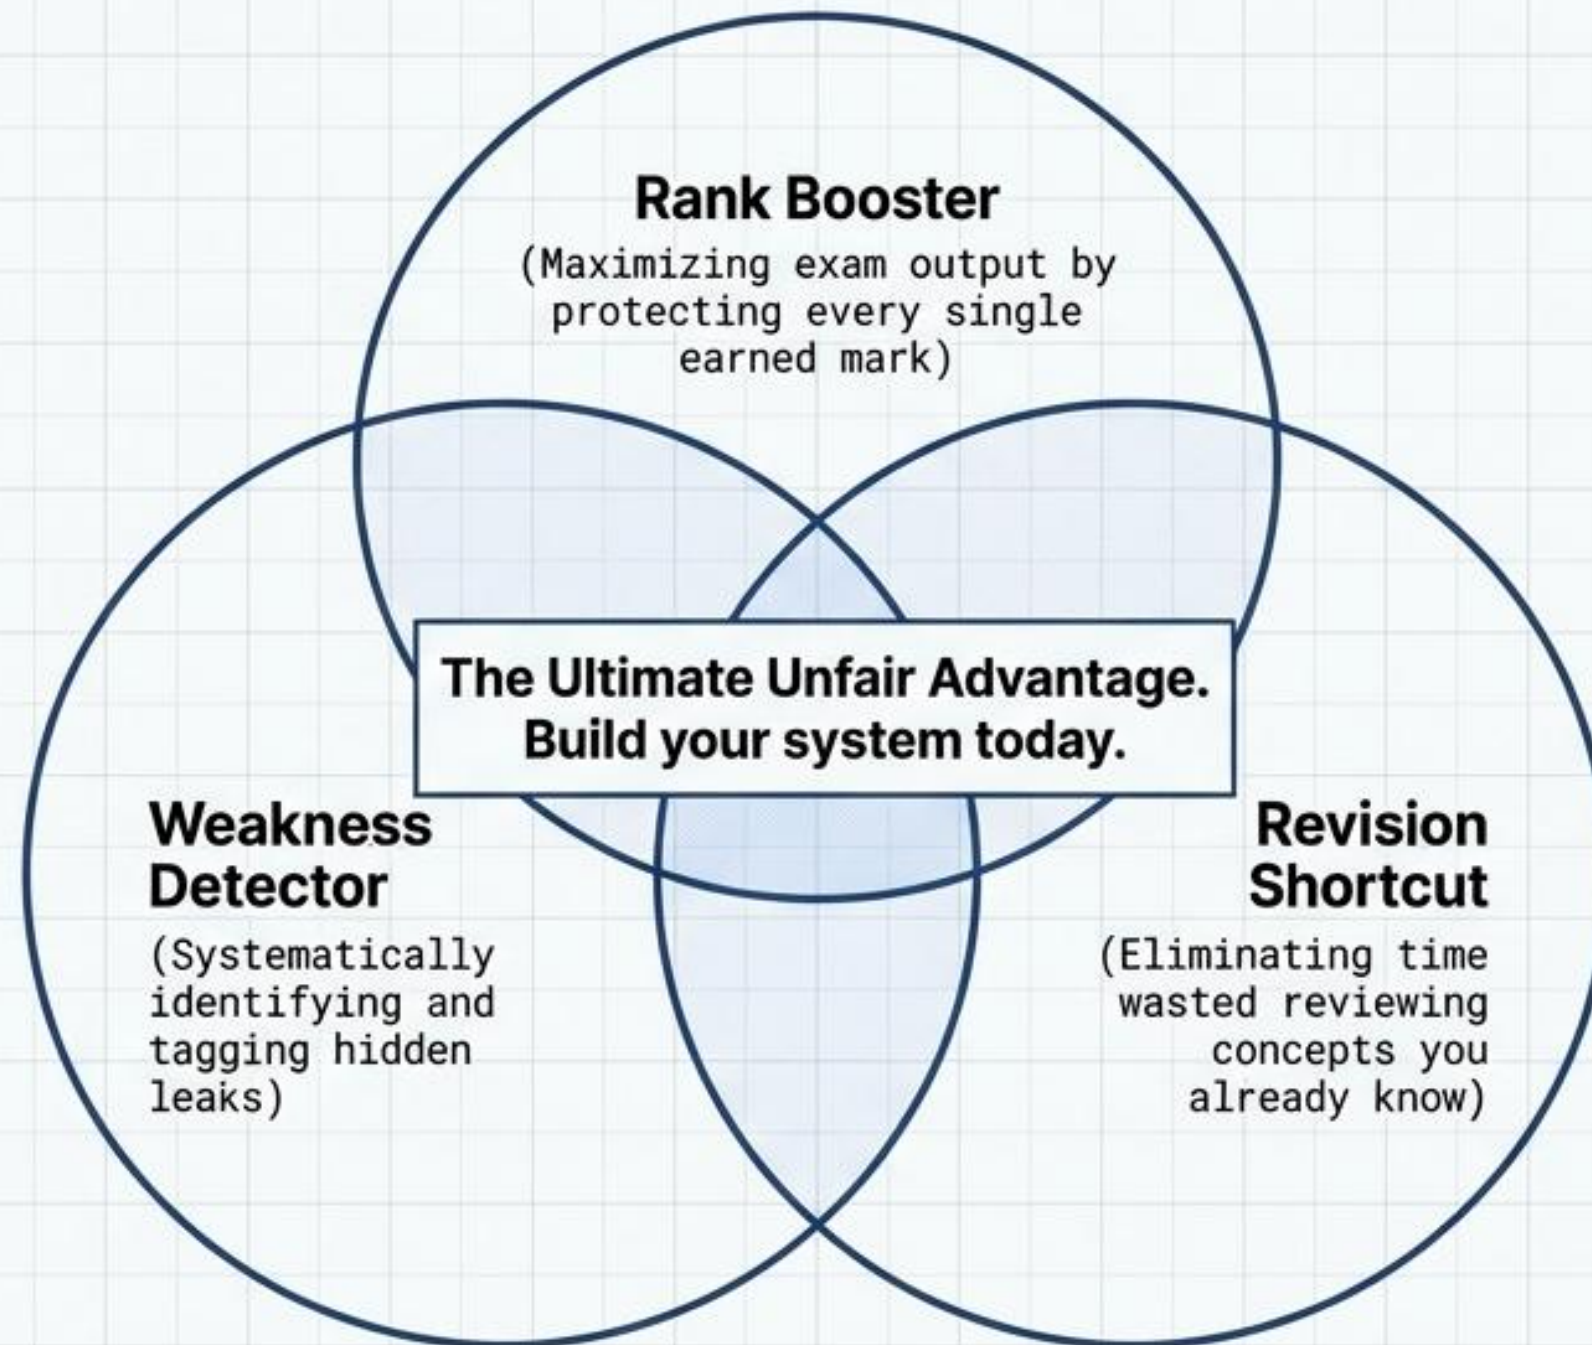 Rank Booster
(Maximizing exam output by
protecting every single
earned mark)
The Ultimate Unfair Advantage.
Build your system today.
Weakness
Detector
(Systematically
identifying and
tagging hidden
leaks)
Revision
Shortcut
(Eliminating time
wasted reviewing
concepts you
already know)